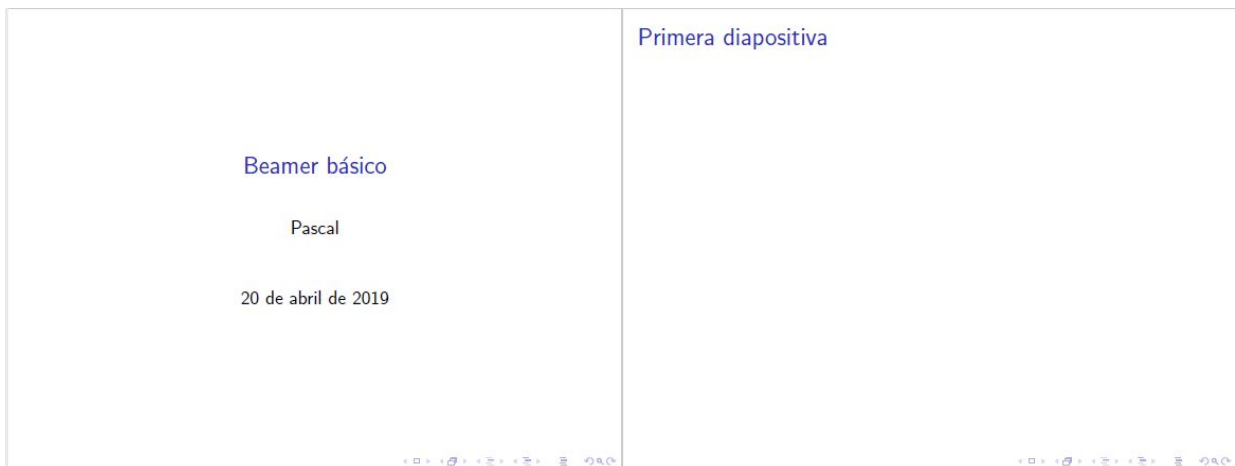 Beamer básico
Pascal
20 de abril de 2019
Primera diapositiva